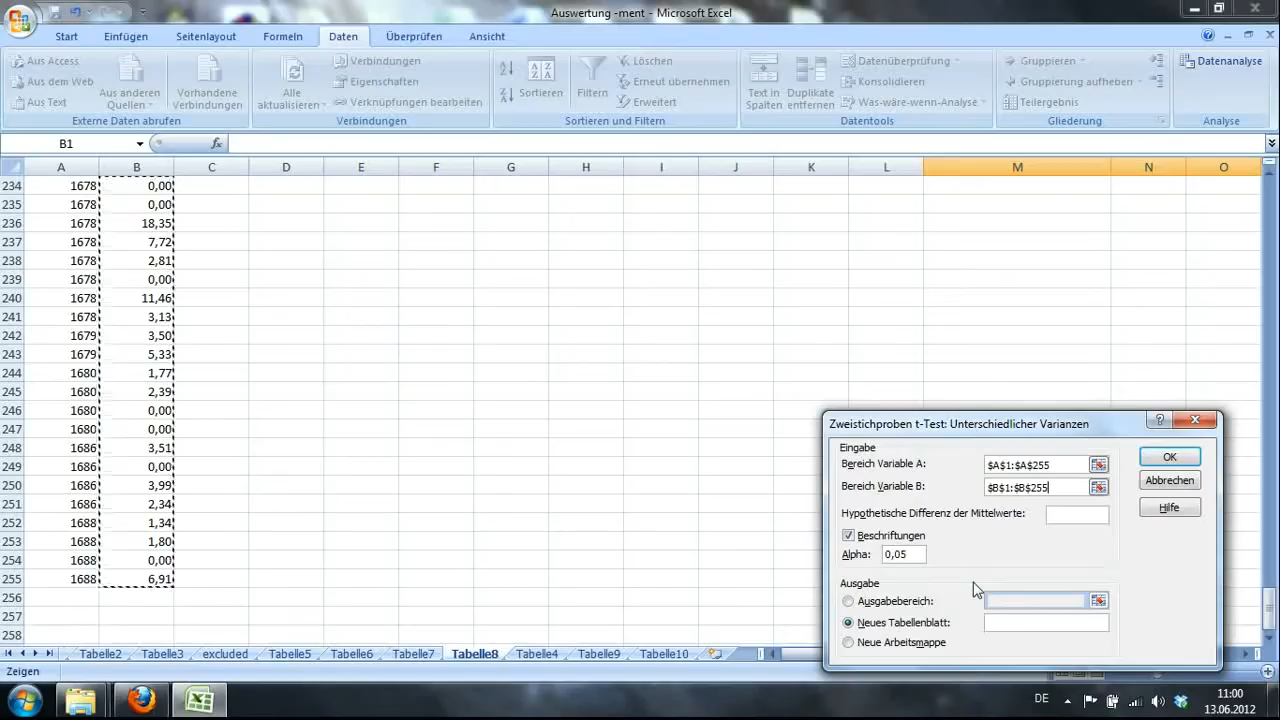 Auswertung -ment - Microsoft Excel
Start Einfügen Seitenlayout Formeln Daten Überprüfen Ansicht
Aus Access
Aus dem Web
Aus Text
Aus anderen
Quellen
Vorhandene
Verbindungen
Externe Daten abrufen
Alle
aktualisieren
Verbindungen
Eigenschaften
Verknüpfungen bearbeiten
Verbindungen
Sortieren
Filtern
Löschen
Erneut übernehmen
Erweitert
Sortieren und Filtern
Text in
Spalten
Duplikate
entfernen
Datenüberprüfung
Konsolidieren
Was-wäre-wenn-Analyse
Datentools
Gruppieren
Gruppierung aufheben
Teilergebnis
Gliederung
Datenanalyse
Analyse
B1 fx
A B C D E F G H I J K L M N O
234 1678 0,00
235 1678 0,00
236 1678 18,35
237 1678 7,72
238 1678 2,81
239 1678 0,00
240 1678 11,46
241 1678 3,13
242 1679 3,50
243 1679 5,33
244 1680 1,77
245 1680 2,39
246 1680 0,00
247 1680 0,00
248 1686 3,51
249 1686 0,00
250 1686 3,99
251 1686 2,34
252 1688 1,34
253 1688 1,80
254 1688 0,00
255 1688 6,91
256
257
258
Zweistichproben t-Test: Unterschiedlicher Varianzen
Eingabe
Bereich Variable A: $A$1:$A$255
Bereich Variable B: $B$1:$B$255
Hypothetische Differenz der Mittelwerte:
Beschriftungen
Alpha: 0,05
Ausgabe
Ausgabebereich:
Neues Tabellenblatt:
Neue Arbeitsmappe
OK
Abbrechen
Hilfe
Tabelle2 Tabelle3 excluded Tabelle5 Tabelle6 Tabelle7 Tabelle8 Tabelle4 Tabelle9 Tabelle10
Zeigen
DE
11:00
13.06.2012